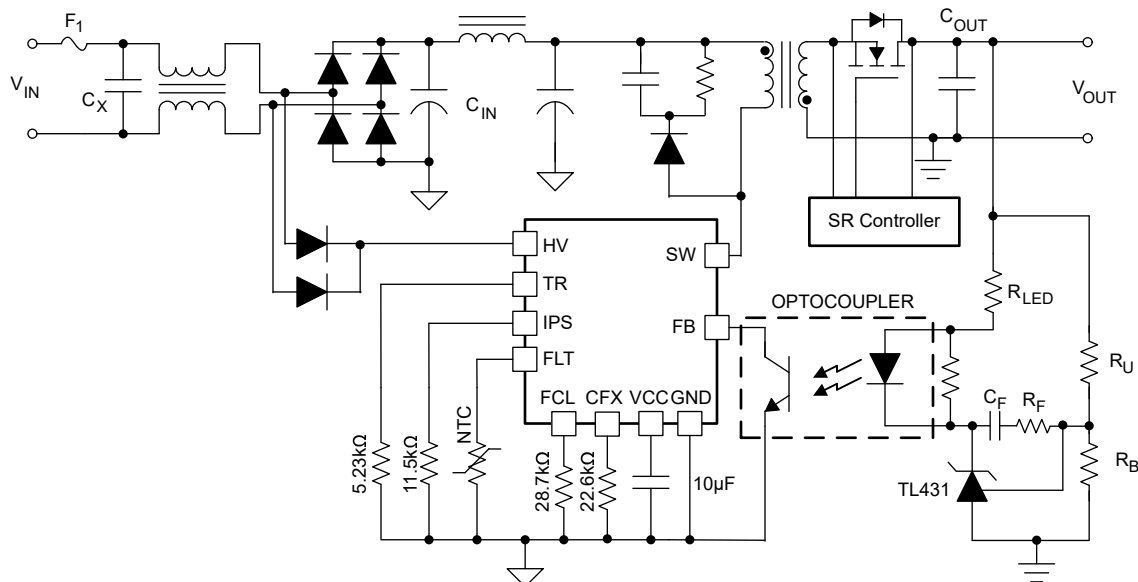 F1
COUT
VIN
CX
CIN
VOUT
SR Controller
HV
SW
TR
OPTOCOUPLER
RLED
IPS
FB
FLT
RU
FCL CFX VCC GND
NTC
CF RF
5.23kΩ
11.5kΩ
28.7kΩ
22.6kΩ
10µF
RB
TL431